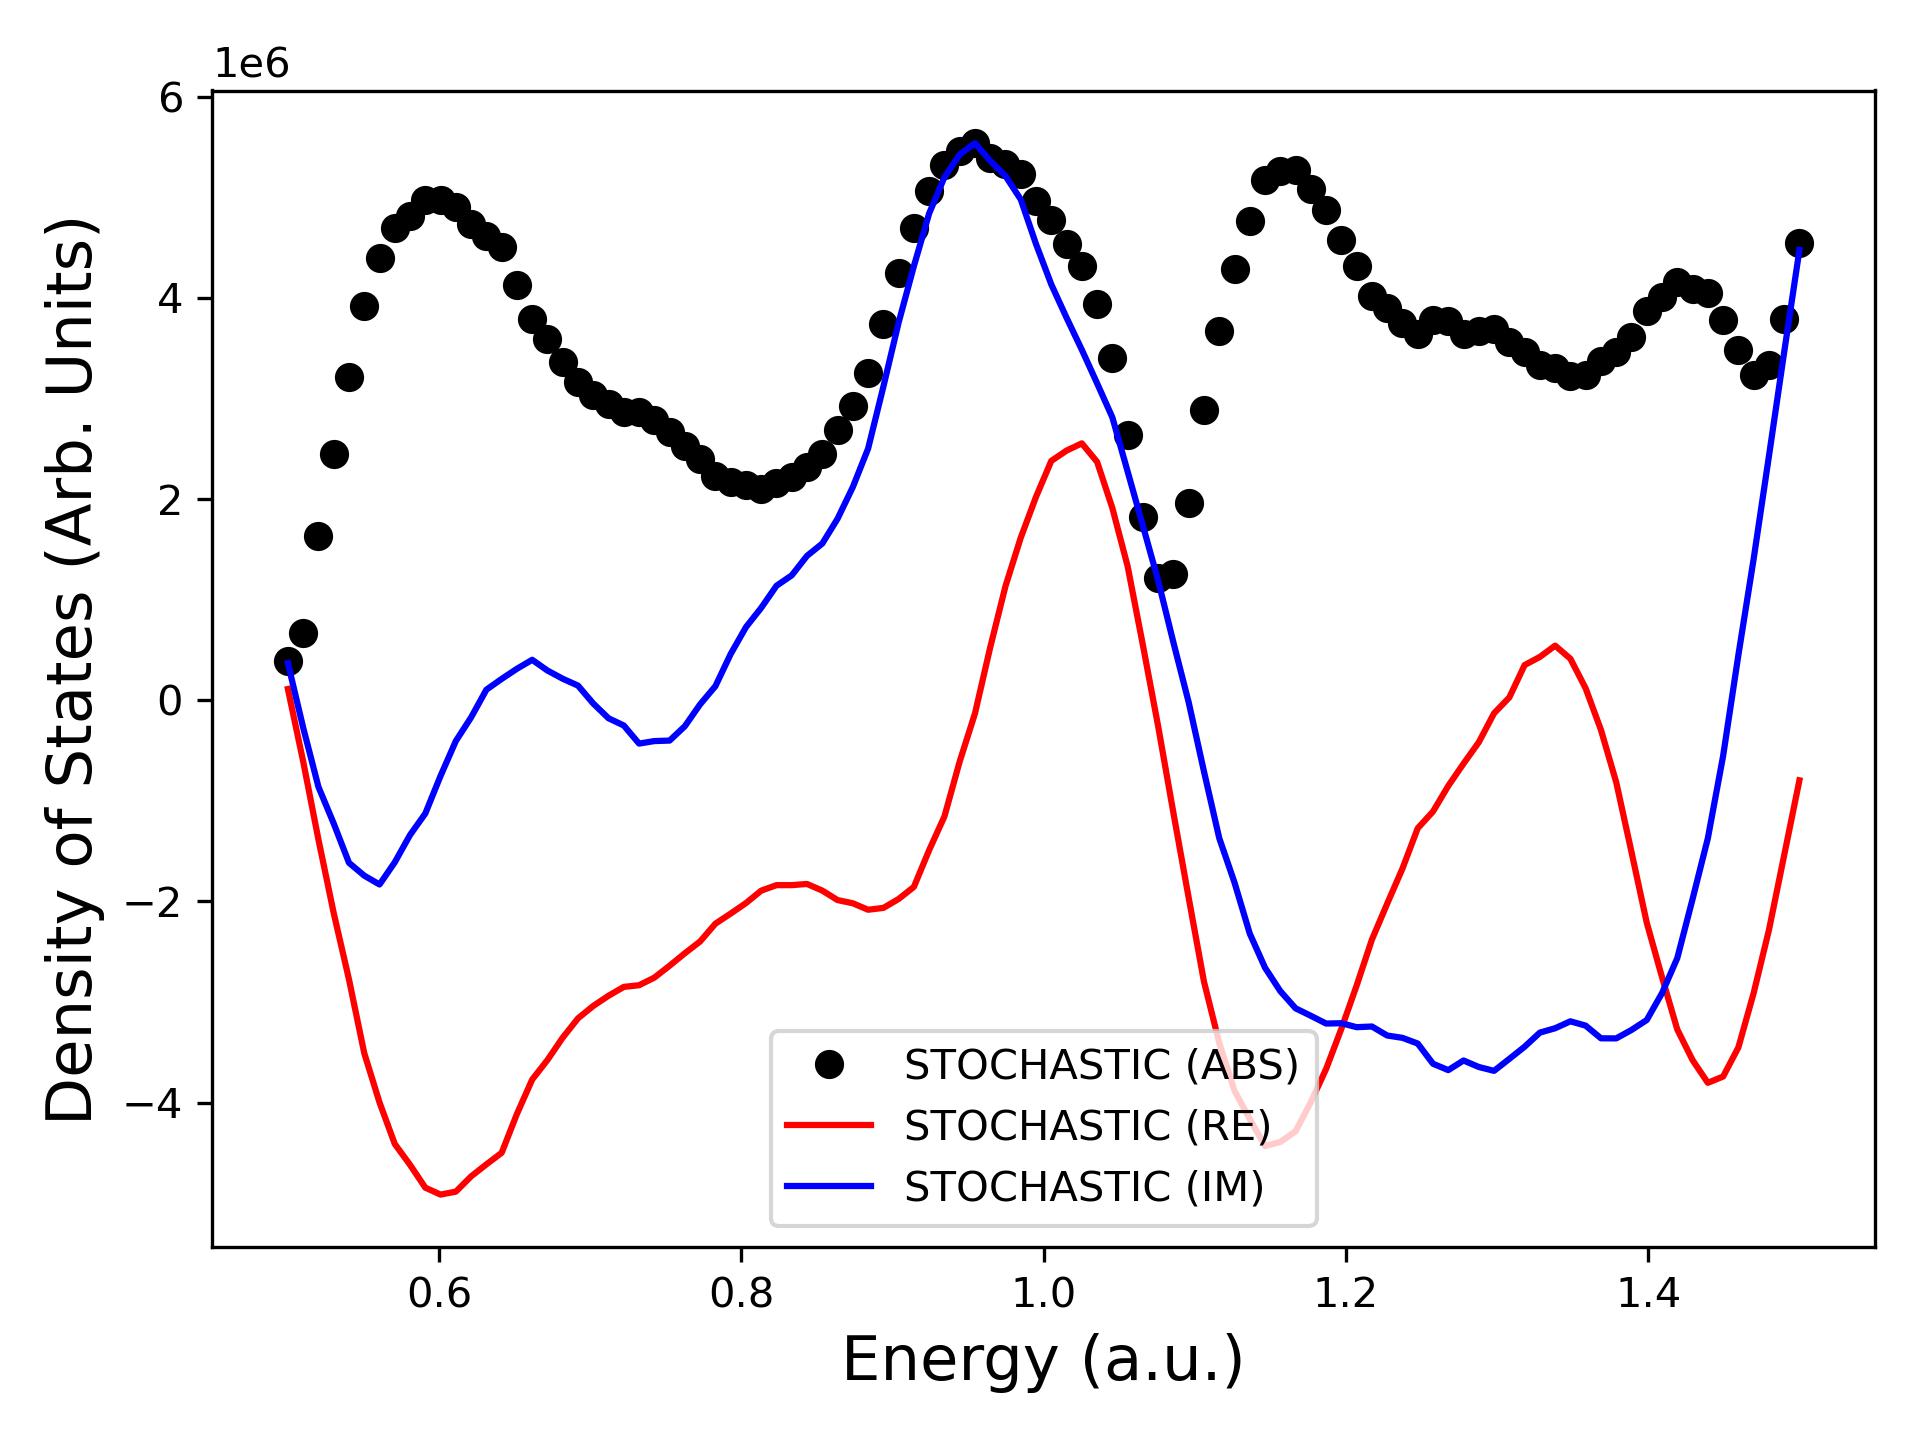 1e6
6
4
2
0
−2
−4
Density of States (Arb. Units)
STOCHASTIC (ABS)
STOCHASTIC (RE)
STOCHASTIC (IM)
0.6 0.8 1.0 1.2 1.4
Energy (a.u.)